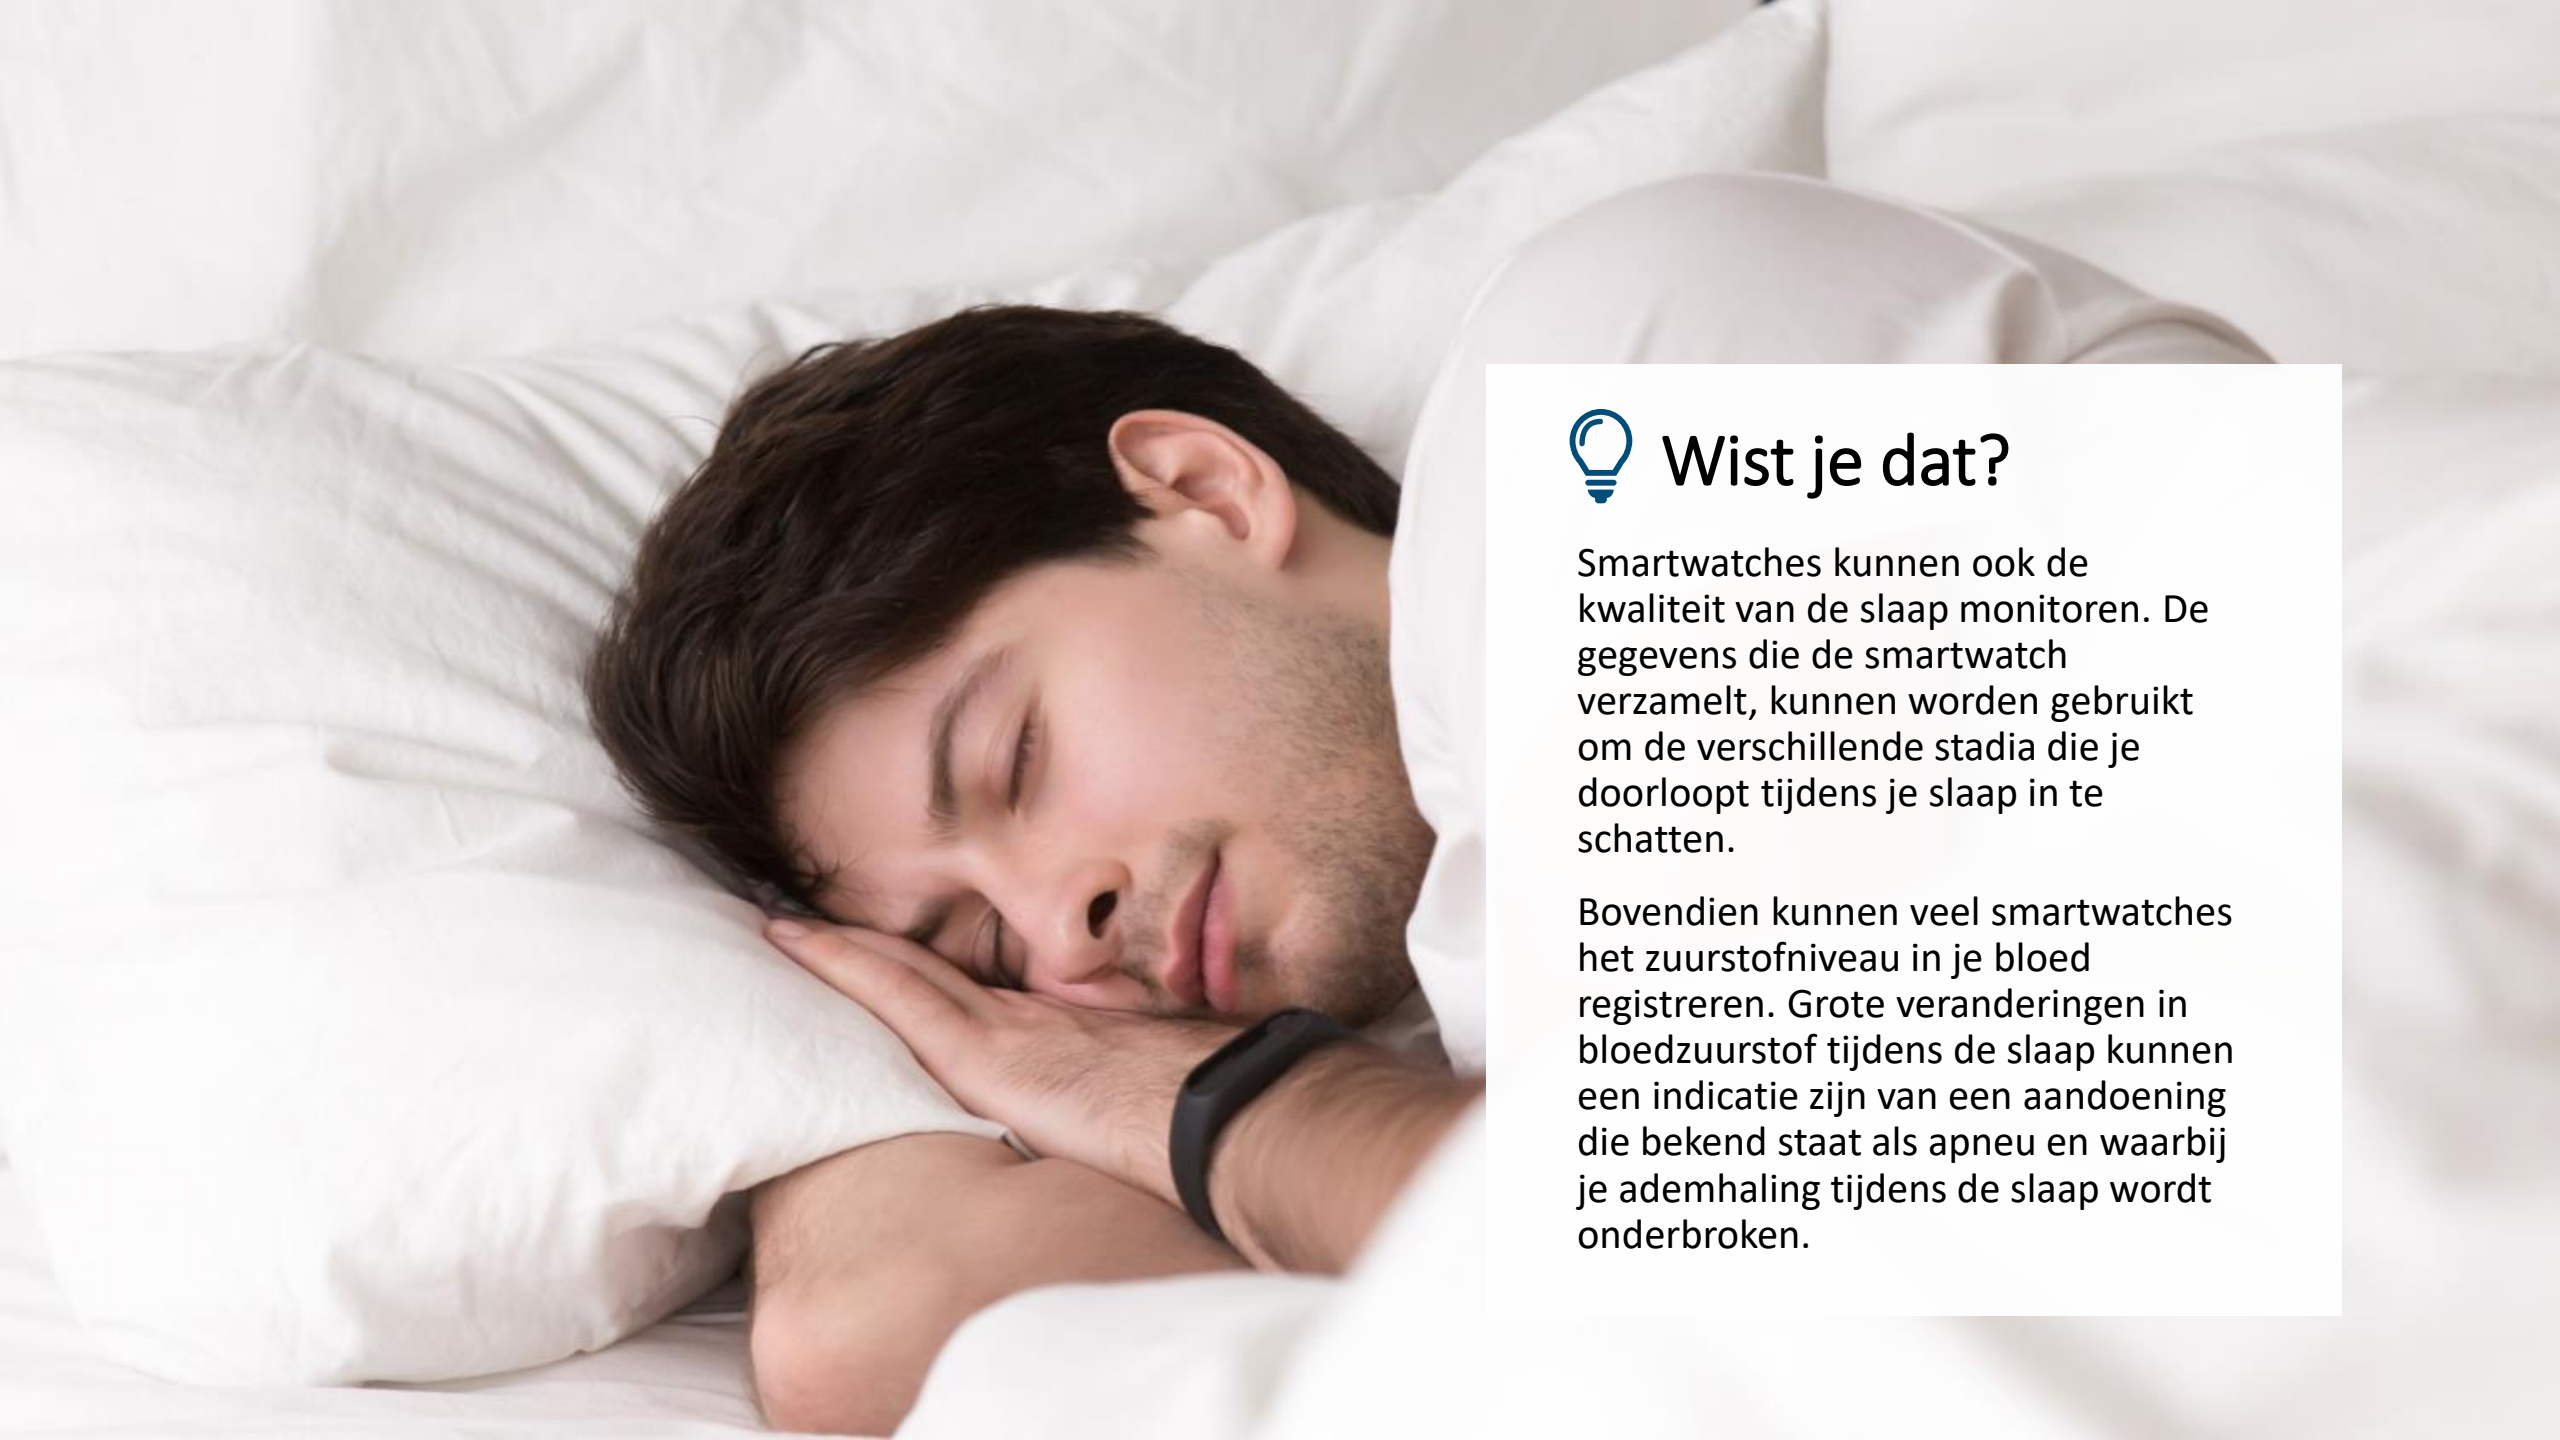 Wist je dat?
Smartwatches kunnen ook de
kwaliteit van de slaap monitoren. De
gegevens die de smartwatch
verzamelt, kunnen worden gebruikt
om de verschillende stadia die je
doorloopt tijdens je slaap in te
schatten.
Bovendien kunnen veel smartwatches
het zuurstofniveau in je bloed
registreren. Grote veranderingen in
bloedzuurstof tijdens de slaap kunnen
een indicatie zijn van een aandoening
die bekend staat als apneu en waarbij
je ademhaling tijdens de slaap wordt
onderbroken.